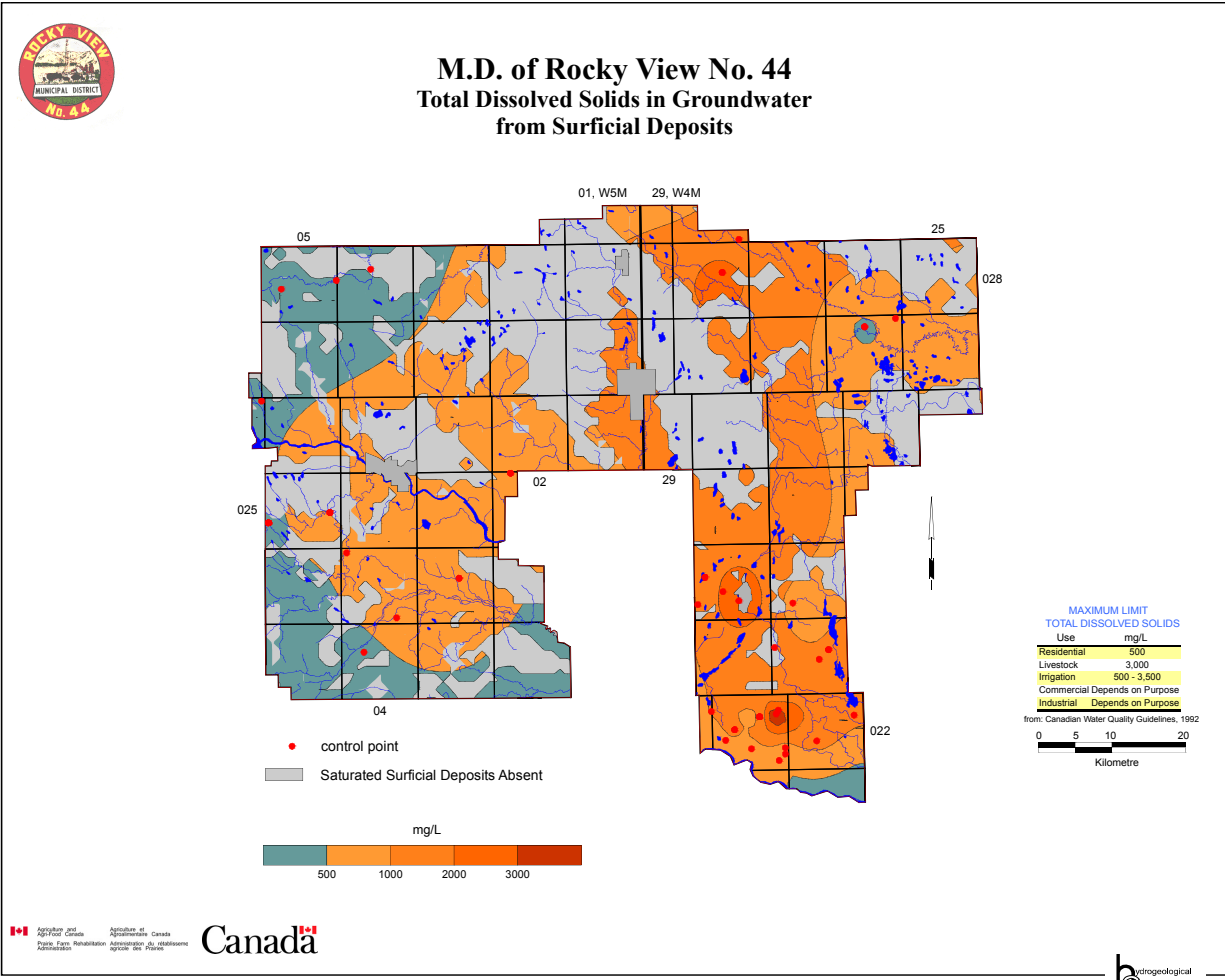 ROCKY VIEW
MUNICIPAL DISTRICT
No. 44
M.D. of Rocky View No. 44
Total Dissolved Solids in Groundwater
from Surficial Deposits
01, W5M
29, W4M
05
25
028
02
29
025
04
022
MAXIMUM LIMIT
TOTAL DISSOLVED SOLIDS
Use mg/L
Residential 500
Livestock 3,000
Irrigation 500 - 3,500
Commercial Depends on Purpose
Industrial Depends on Purpose
from: Canadian Water Quality Guidelines, 1992
0 5 10 20
Kilometre
control point
Saturated Surficial Deposits Absent
mg/L
500 1000 2000 3000
Agriculture and
Agri-Food Canada
Prairie Farm Rehabilitation
Administration
Agriculture et
Agroalimentaire Canada
Administration du rétablisseme
agricole des Prairies
Canada
hydrogeological